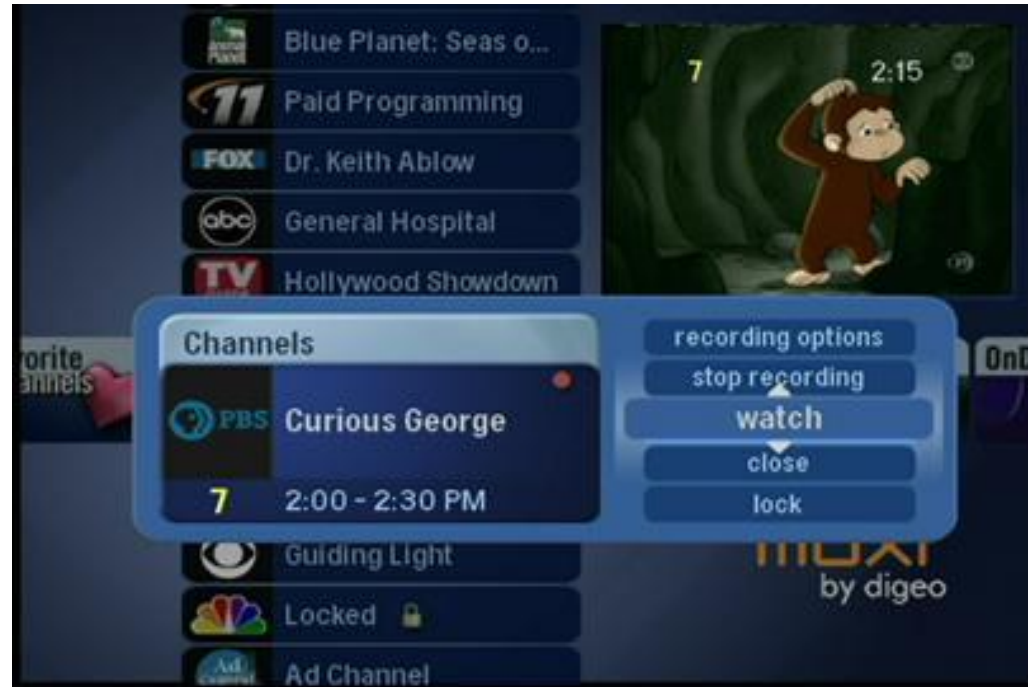 Blue Planet: Seas o...
11 Paid Programming
FOX Dr. Keith Ablow
abc General Hospital
TV Hollywood Showdown
7 2:15
Channels
PBS Curious George
7 2:00 - 2:30 PM
recording options
stop recording
watch
close
lock
Guiding Light
Locked
Ad Channel
by digeo